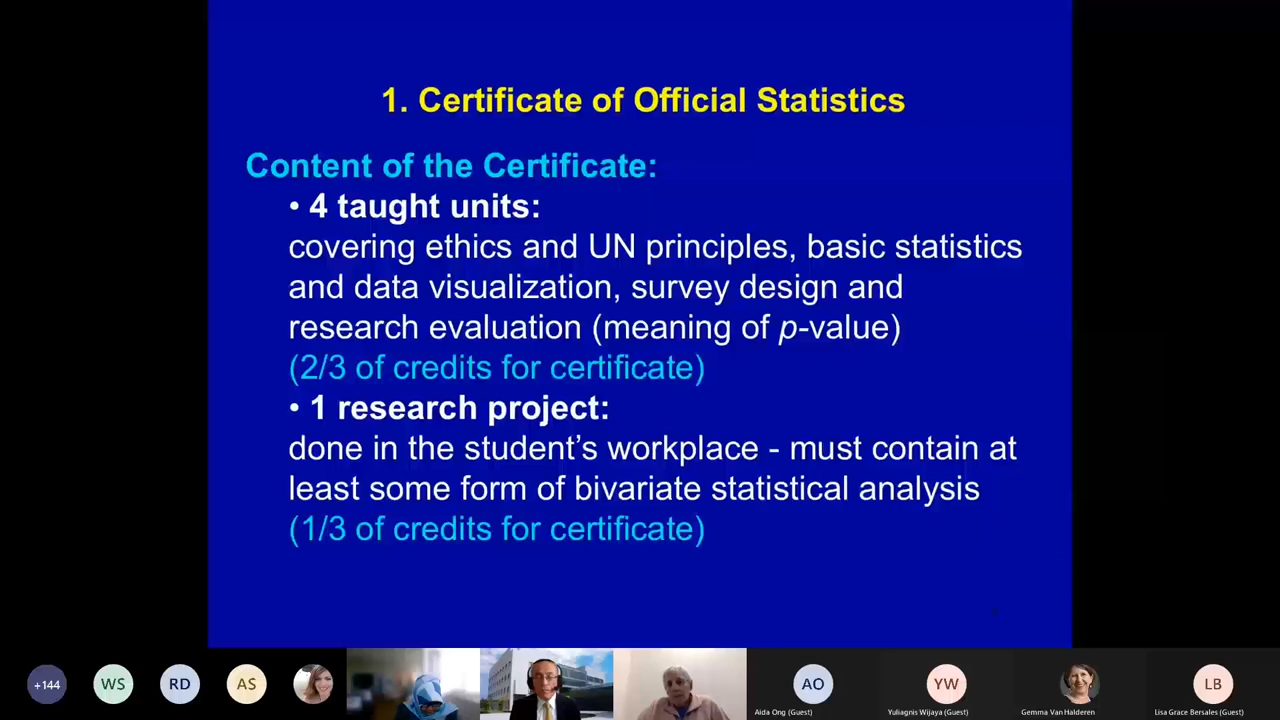 1. Certificate of Official Statistics
Content of the Certificate:
• 4 taught units:
covering ethics and UN principles, basic statistics
and data visualization, survey design and
research evaluation (meaning of p-value)
(2/3 of credits for certificate)
• 1 research project:
done in the student’s workplace - must contain at
least some form of bivariate statistical analysis
(1/3 of credits for certificate)
+144
WS
RD
AS
AO
YW
LB
Aida Ong (Guest)
Yuliagnis Wijaya (Guest)
Gemma Van Halderen
Lisa Grace Bersales (Guest)